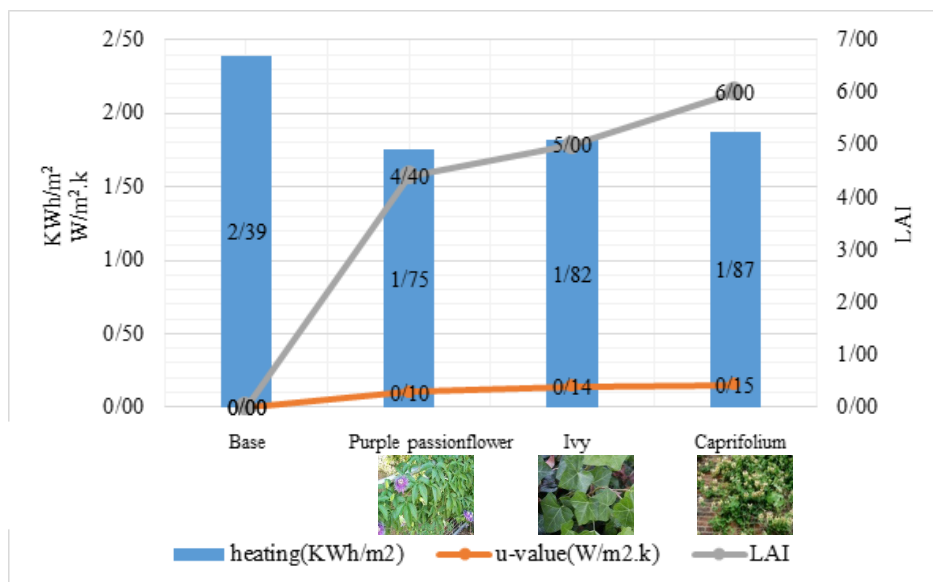 2/50
2/00
1/50
1/00
0/50
0/00
KWh/m²
W/m².k
7/00
6/00
5/00
4/00
3/00
2/00
1/00
0/00
LAI
2/39
1/75
1/82
1/87
0/00
0/10
0/14
0/15
4/40
5/00
6/00
Base
Purple passionflower
Ivy
Caprifolium
heating(KWh/m2)
u-value(W/m2.k)
LAI